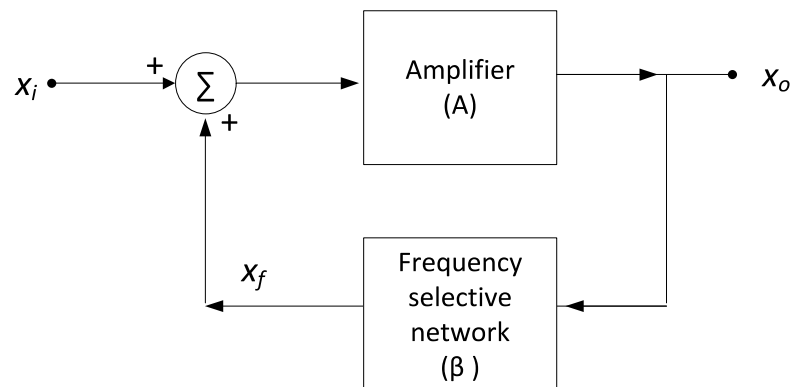 x_i
+
Σ
+
Amplifier
(A)
x_o
x_f
Frequency
selective
network
(β )